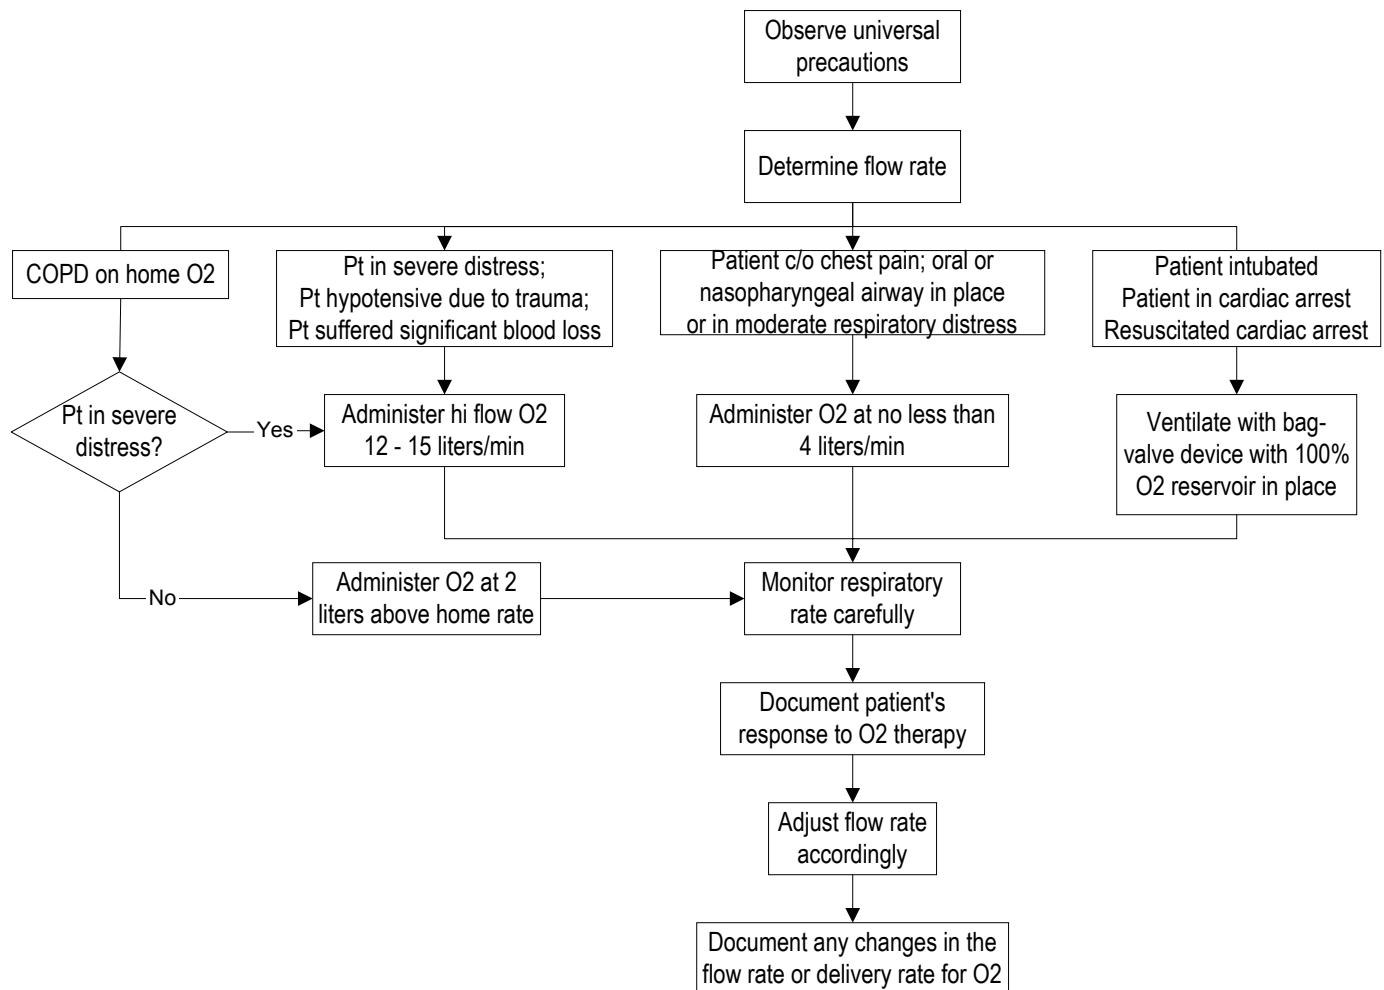 Observe universal
precautions
Determine flow rate
COPD on home O2
Pt in severe distress;
Pt hypotensive due to trauma;
Pt suffered significant blood loss
Patient c/o chest pain; oral or
nasopharyngeal airway in place
or in moderate respiratory distress
Patient intubated
Patient in cardiac arrest
Resuscitated cardiac arrest
Pt in severe
distress?
Yes
Administer hi flow O2
12 - 15 liters/min
Administer O2 at no less than
4 liters/min
Ventilate with bag-
valve device with 100%
O2 reservoir in place
No
Administer O2 at 2
liters above home rate
Monitor respiratory
rate carefully
Document patient's
response to O2 therapy
Adjust flow rate
accordingly
Document any changes in the
flow rate or delivery rate for O2